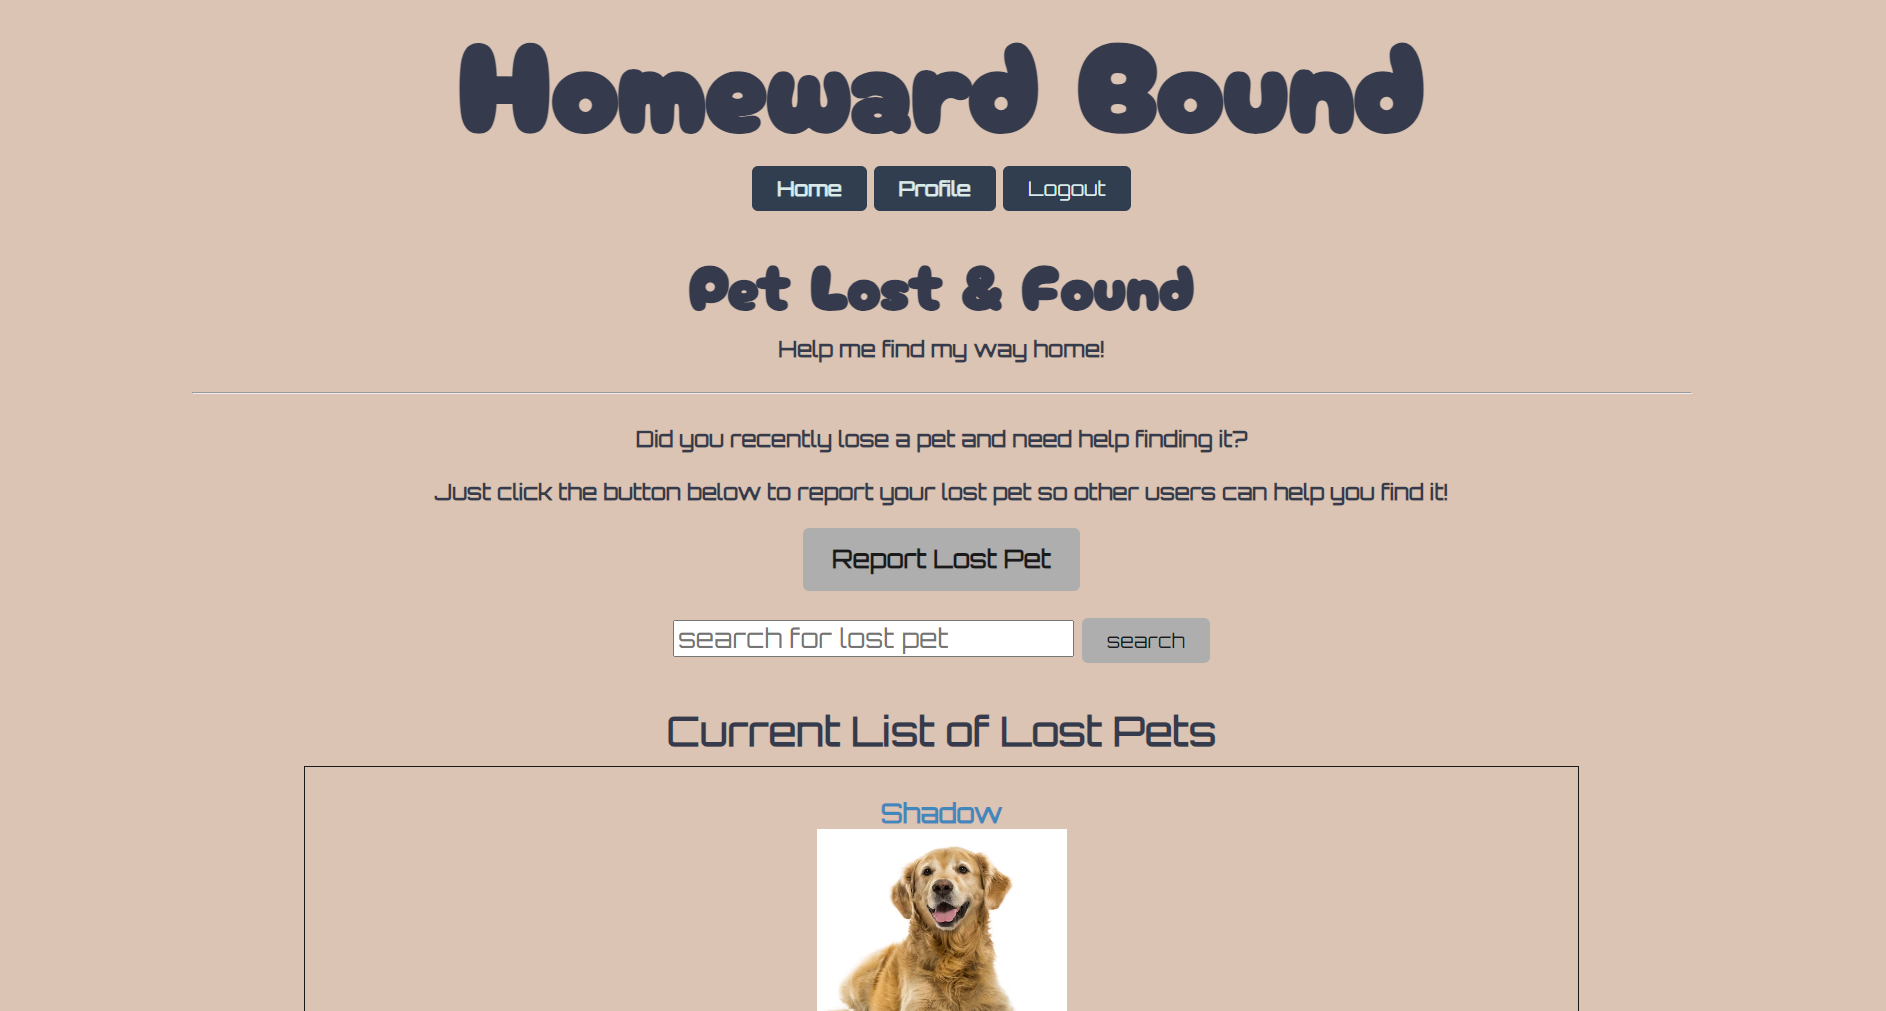 Homeward Bound
Home Profile Logout
Pet Lost & Found
Help me find my way home!
Did you recently lose a pet and need help finding it?
Just click the button below to report your lost pet so other users can help you find it!
Report Lost Pet
search for lost pet search
Current List of Lost Pets
Shadow